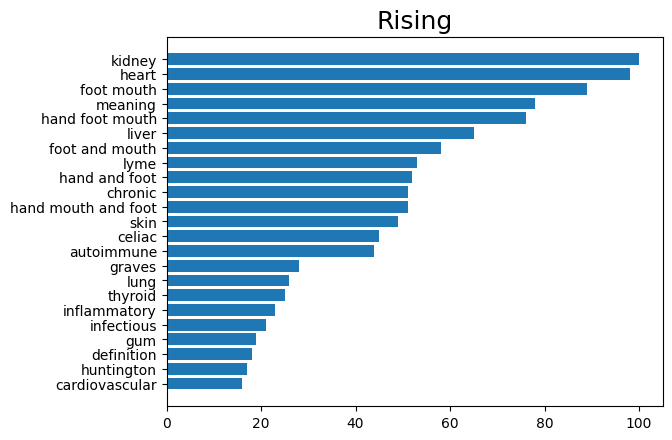 Rising
kidney
heart
foot mouth
meaning
hand foot mouth
liver
foot and mouth
lyme
hand and foot
chronic
hand mouth and foot
skin
celiac
autoimmune
graves
lung
thyroid
inflammatory
infectious
gum
definition
huntington
cardiovascular
0 20 40 60 80 100